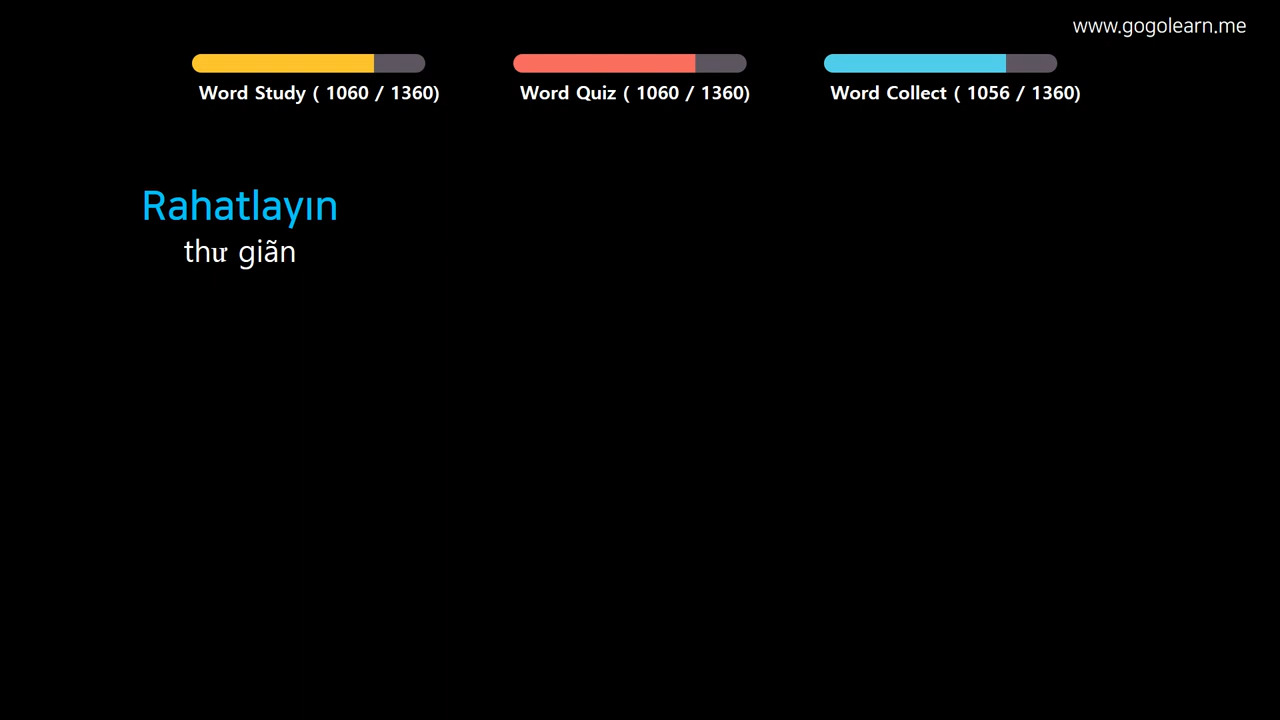 www.gogolearn.me
Word Study ( 1060 / 1360)
Word Quiz ( 1060 / 1360)
Word Collect ( 1056 / 1360)
Rahatlayın
thư giãn